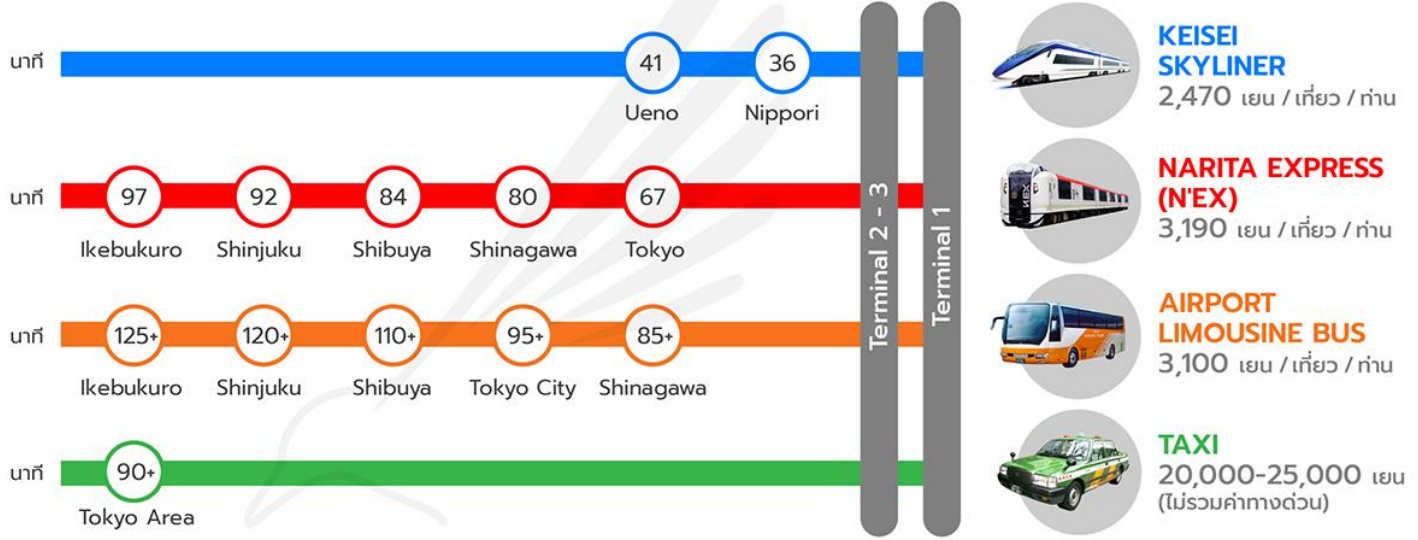 นาที
41
36
Ueno
Nippori
KEISEI
SKYLINER
2,470 เยน / เที่ยว / ท่าน
นาที
97
92
84
80
67
Ikebukuro
Shinjuku
Shibuya
Shinagawa
Tokyo
NARITA EXPRESS
(N'EX)
3,190 เยน / เที่ยว / ท่าน
Terminal 2 - 3
Terminal 1
นาที
125+
120+
110+
95+
85+
Ikebukuro
Shinjuku
Shibuya
Tokyo City
Shinagawa
AIRPORT
LIMOUSINE BUS
3,100 เยน / เที่ยว / ท่าน
นาที
90+
Tokyo Area
TAXI
20,000-25,000 เยน
(ไม่รวมค่าทางด่วน)
NEX